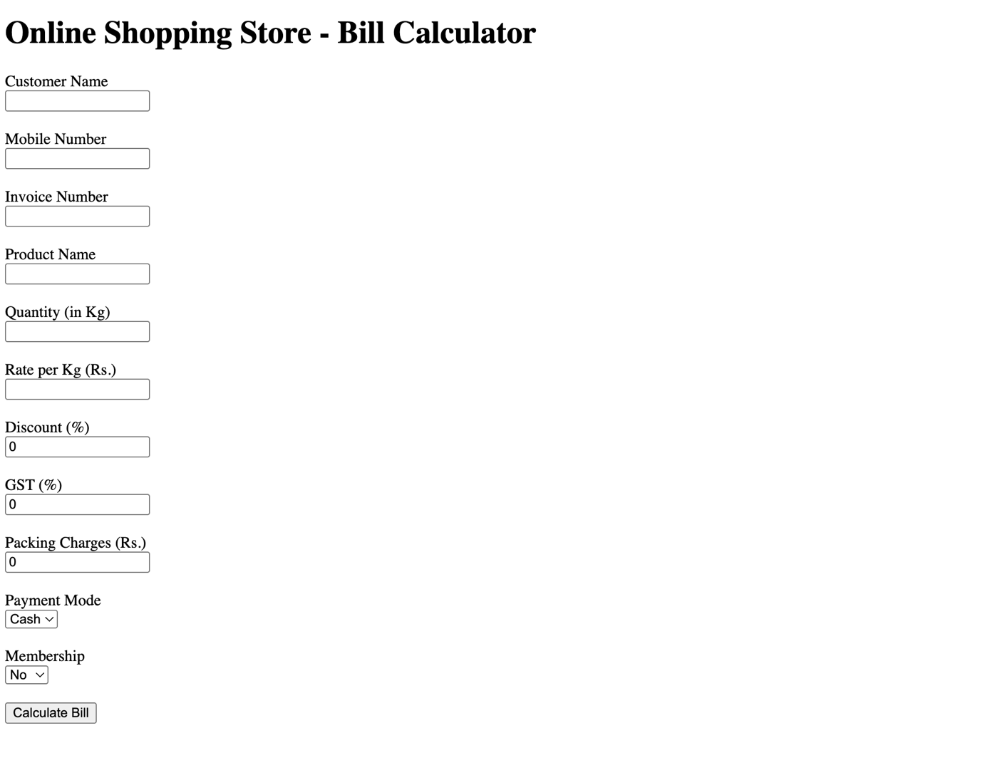 Online Shopping Store - Bill Calculator
Customer Name
Mobile Number
Invoice Number
Product Name
Quantity (in Kg)
Rate per Kg (Rs.)
Discount (%)
0
GST (%)
0
Packing Charges (Rs.)
0
Payment Mode
Cash
Membership
No
Calculate Bill